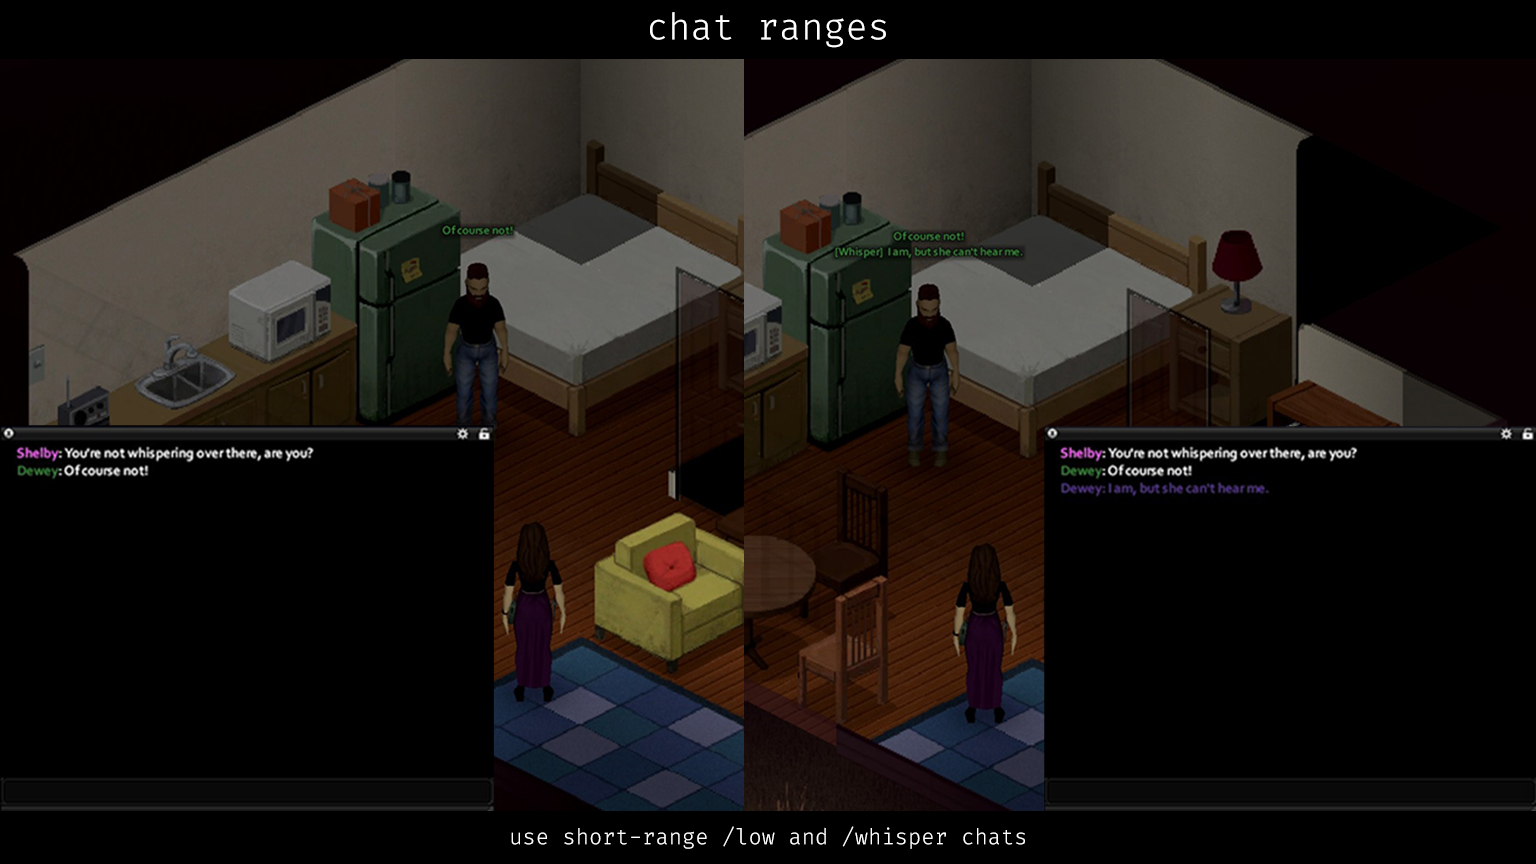 chat ranges
Of course not!
Shelby: You're not whispering over there, are you?
Dewey: Of course not!
Of course not!
[Whisper] I am, but she can't hear me.
Shelby: You're not whispering over there, are you?
Dewey: Of course not!
Dewey: I am, but she can't hear me.
use short-range /low and /whisper chats